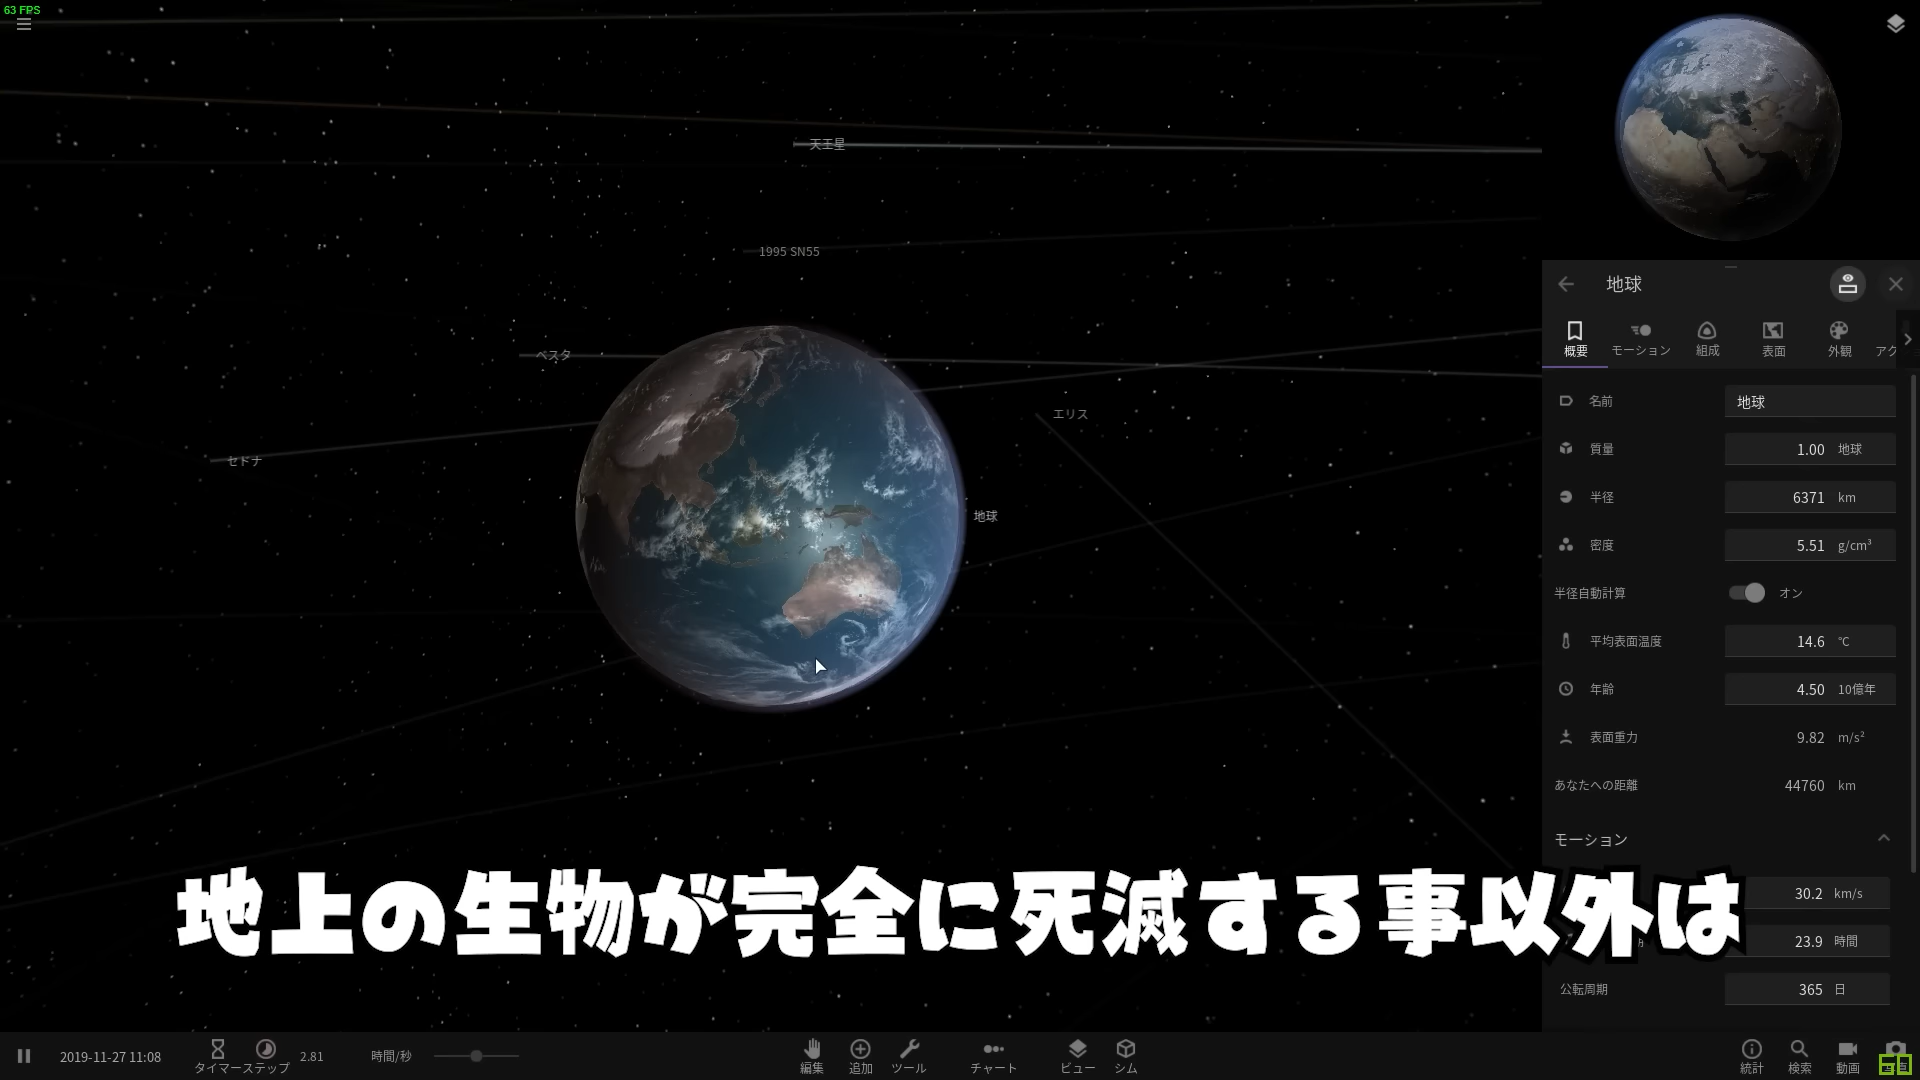 63 FPS
天王星
1995 SN55
ベスタ
エリス
セドナ
地球
地球
概要
モーション
組成
表面
外観
アク
名前
地球
質量
1.00 地球
半径
6371 km
密度
5.51 g/cm³
半径自動計算
オン
平均表面温度
14.6 ℃
年齢
4.50 10億年
表面重力
9.82 m/s²
あなたへの距離
44760 km
モーション
30.2 km/s
23.9 時間
公転周期
365 日
地上の生物が完全に死滅する事以外は
2019-11-27 11:08
タイマーステップ
2.81 時間/秒
編集
追加
ツール
チャート
ビュー
シム
統計
検索
動画
60